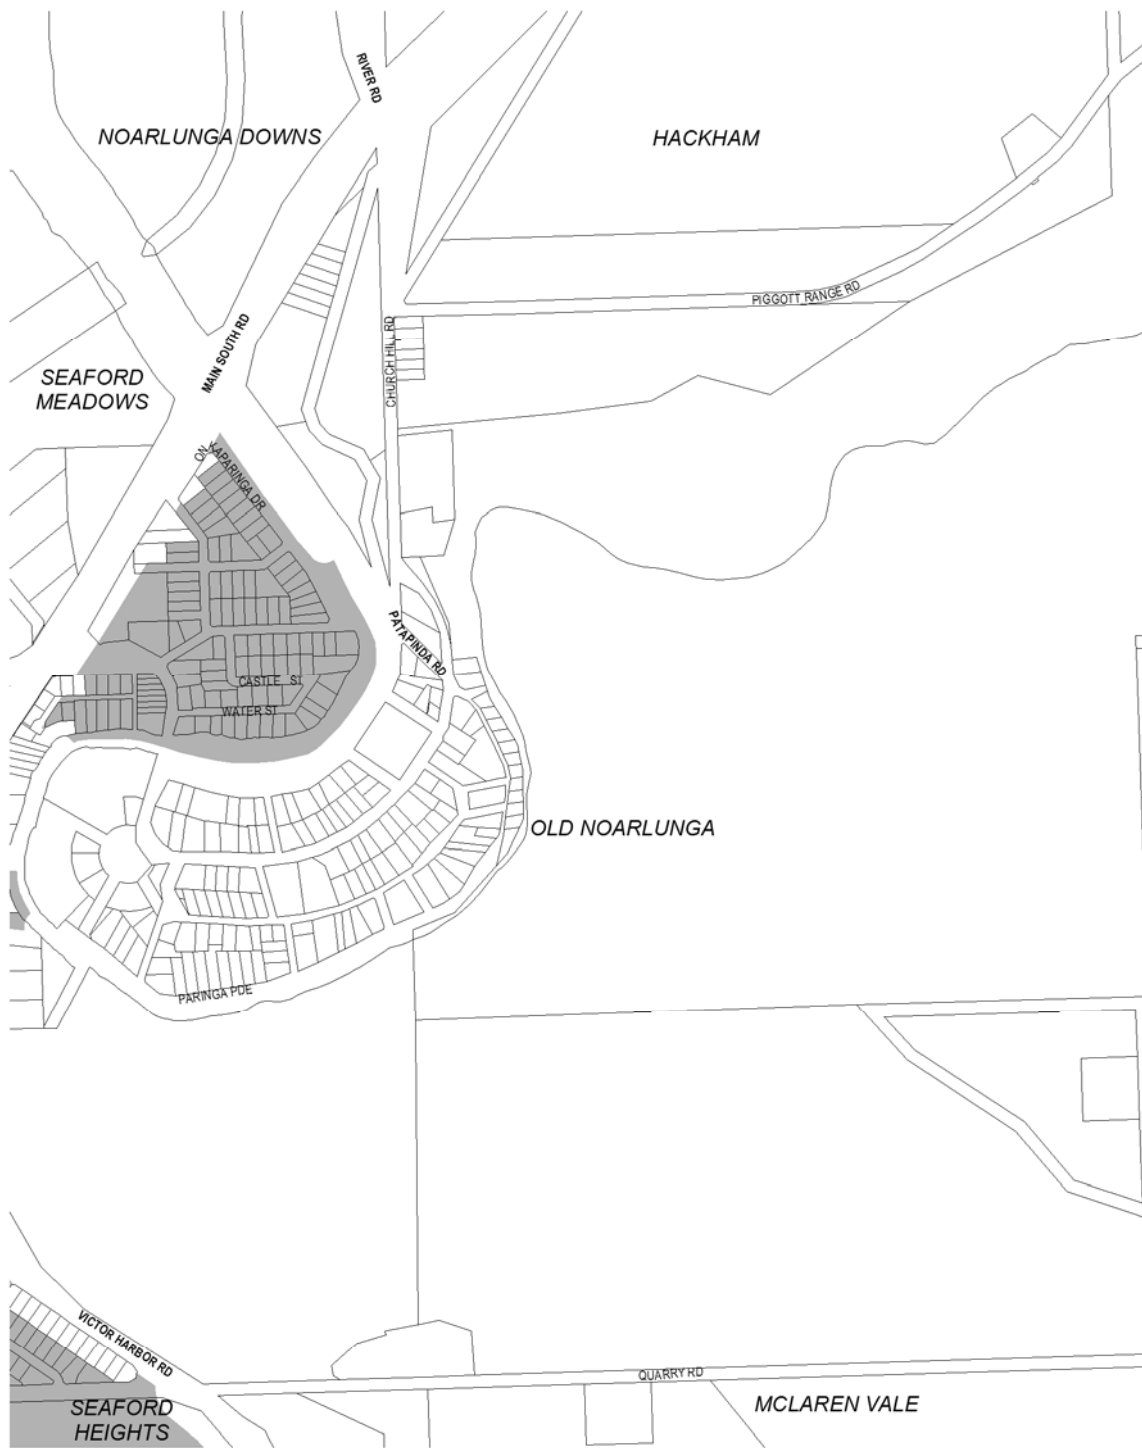 RIVER RD
NOARLUNGA DOWNS
HACKHAM
PIGGOTT RANGE RD
MAIN SOUTH RD
CHURCH HILL RD
SEAFORD
MEADOWS
ON
KAPARINGA DR
PATAPINDA RD
CASTLE ST
WATER ST
OLD NOARLUNGA
PARINGA PDE
VICTOR HARBOR RD
QUARRY RD
SEAFORD
HEIGHTS
MCLAREN VALE